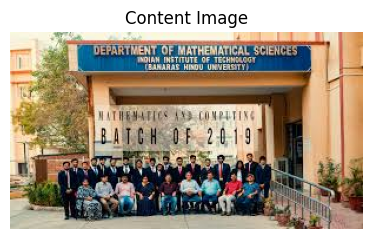 Content Image
DEPARTMENT OF MATHEMATICAL SCIENCES
INDIAN INSTITUTE OF TECHNOLOGY
(BANARAS HINDU UNIVERSITY)
MATHEMATICS AND COMPUTING
BATCH OF 2019